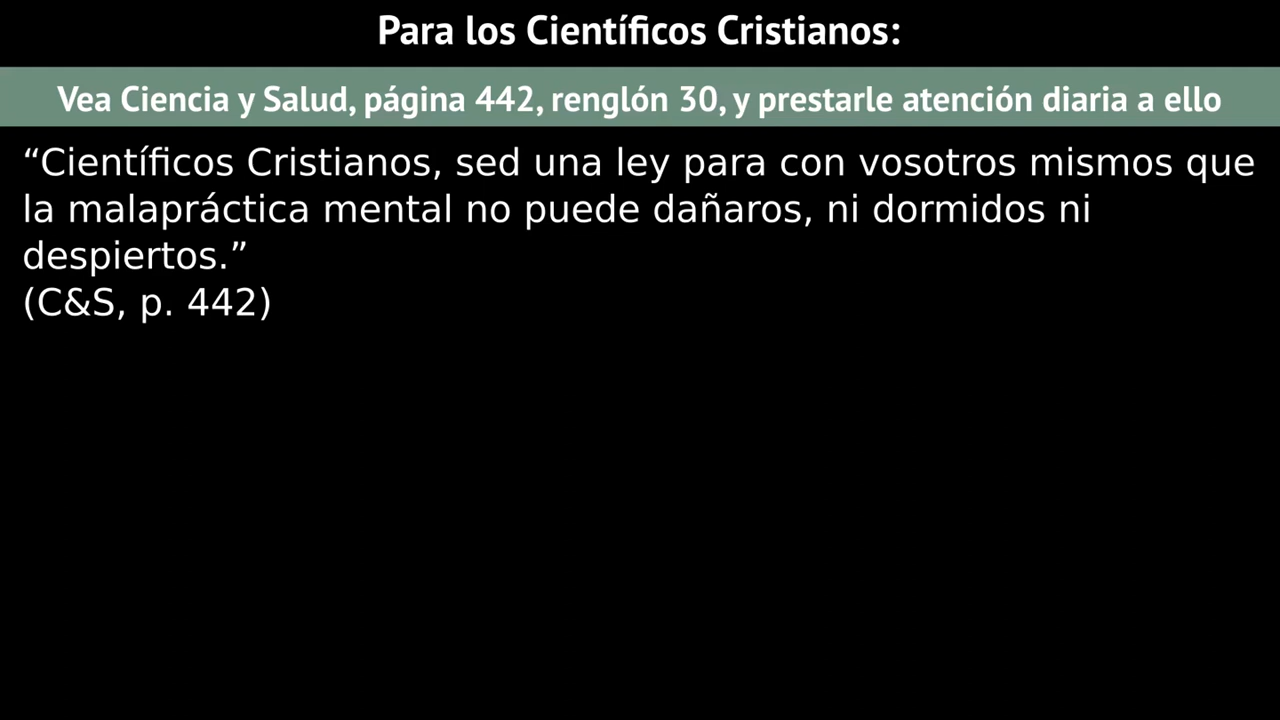 Para los Científicos Cristianos:
Vea Ciencia y Salud, página 442, renglón 30, y prestarle atención diaria a ello
“Científicos Cristianos, sed una ley para con vosotros mismos que
la malapráctica mental no puede dañaros, ni dormidos ni
despiertos.”
(C&S, p. 442)